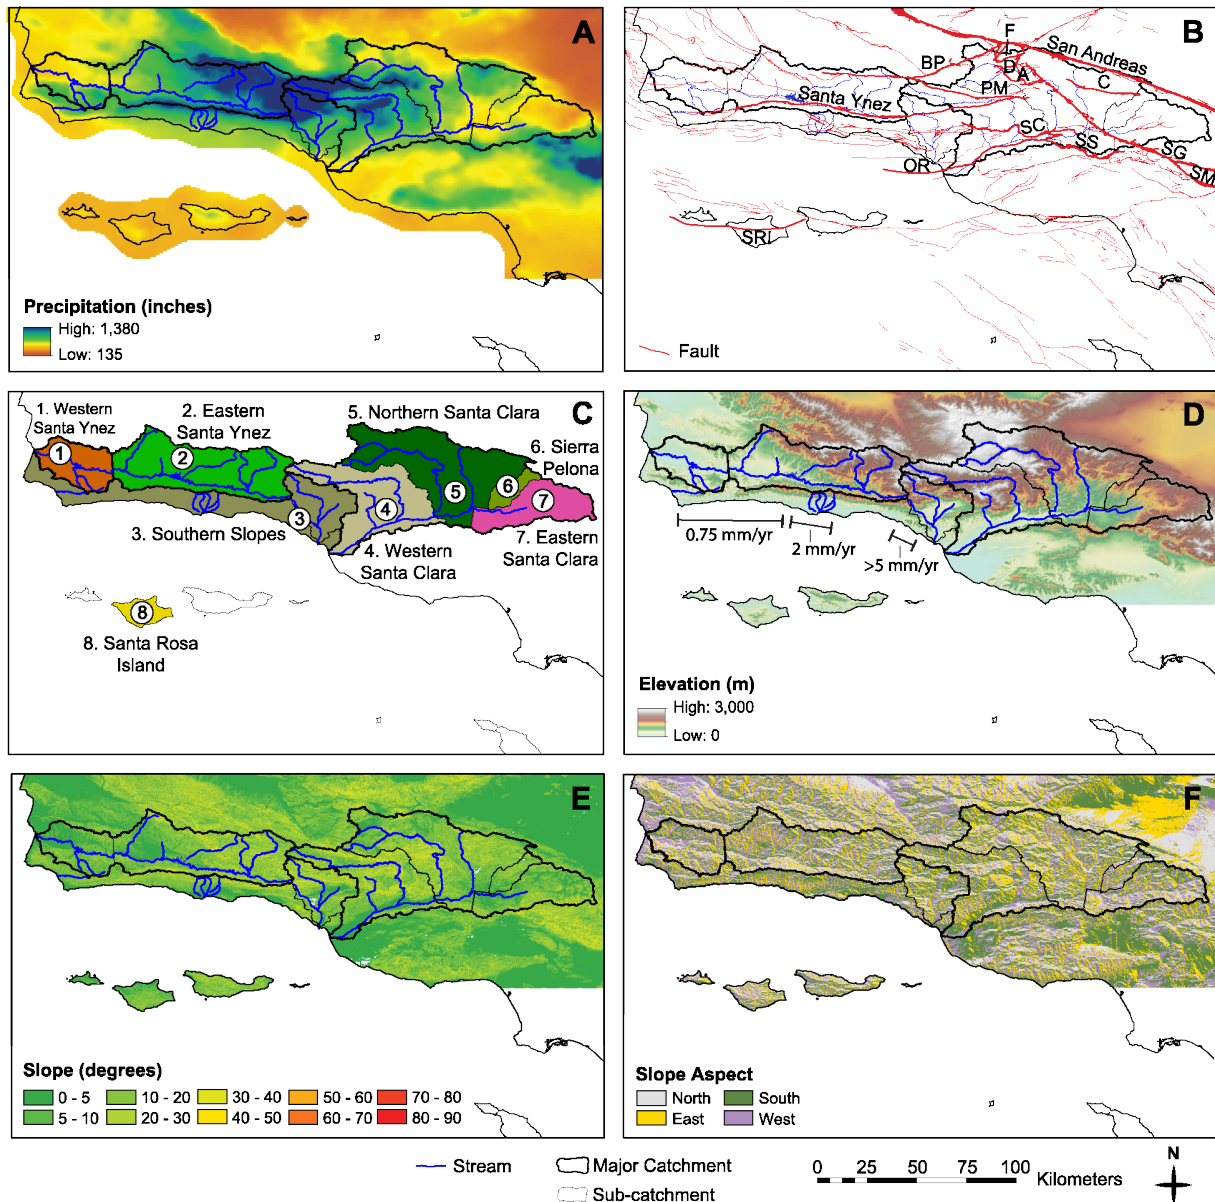 A
Precipitation (inches)
High: 1,380
Low: 135
B
F
San Andreas
BP
D
A
C
PM
Santa Ynez
SC
SS
SG
SM
OR
SRI
Fault
C
1. Western
Santa Ynez
2. Eastern
Santa Ynez
5. Northern Santa Clara
6. Sierra
Pelona
1
2
3
4
5
6
7
3. Southern Slopes
4. Western
Santa Clara
7. Eastern
Santa Clara
8
8. Santa Rosa
Island
D
0.75 mm/yr
2 mm/yr
>5 mm/yr
Elevation (m)
High: 3,000
Low: 0
E
Slope (degrees)
0 - 5
10 - 20
30 - 40
50 - 60
70 - 80
5 - 10
20 - 30
40 - 50
60 - 70
80 - 90
F
Slope Aspect
North
South
East
West
Stream
Major Catchment
Sub-catchment
0 25 50 75 100
Kilometers
N